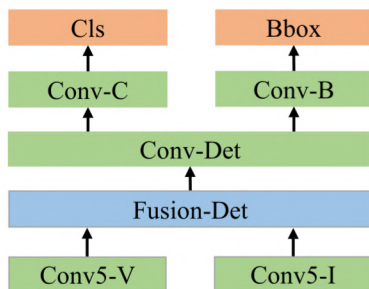 Cls
Bbox
Conv-C
Conv-B
Conv-Det
Fusion-Det
Conv5-V
Conv5-I